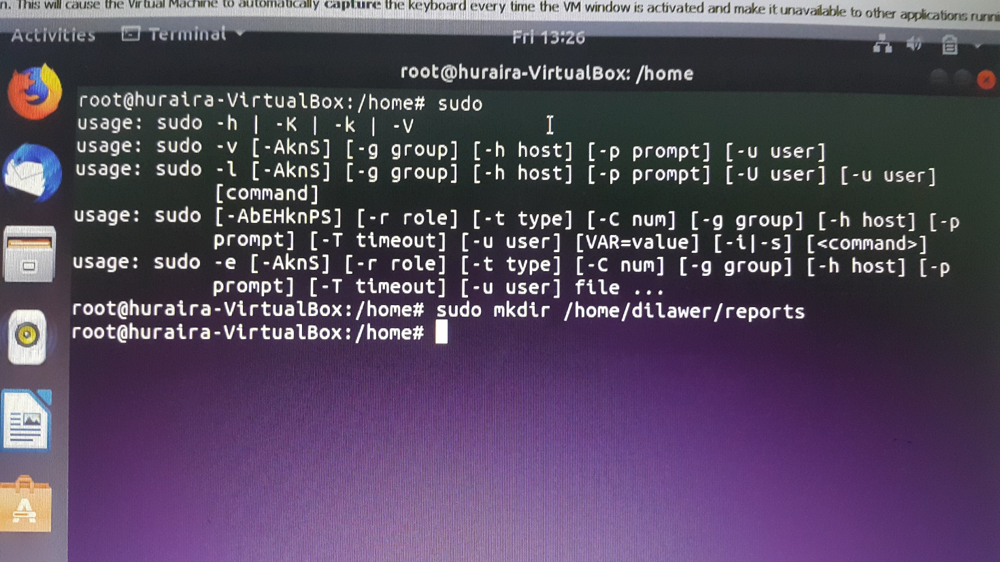 n. This will cause the Virtual Machine to automatically capture the keyboard every time the VM window is activated and make it unavailable to other applications runni
Activities Terminal Fri 13:26
root@huraira-VirtualBox: /home
root@huraira-VirtualBox:/home# sudo
usage: sudo -h | -K | -k | -V
usage: sudo -v [-AknS] [-g group] [-h host] [-p prompt] [-u user]
usage: sudo -l [-AknS] [-g group] [-h host] [-p prompt] [-U user] [-u user]
[command]
usage: sudo [-AbEHknPS] [-r role] [-t type] [-C num] [-g group] [-h host] [-p
prompt] [-T timeout] [-u user] [VAR=value] [-i|-s] [<command>]
usage: sudo -e [-AknS] [-r role] [-t type] [-C num] [-g group] [-h host] [-p
prompt] [-T timeout] [-u user] file ...
root@huraira-VirtualBox:/home# sudo mkdir /home/dilawer/reports
root@huraira-VirtualBox:/home#